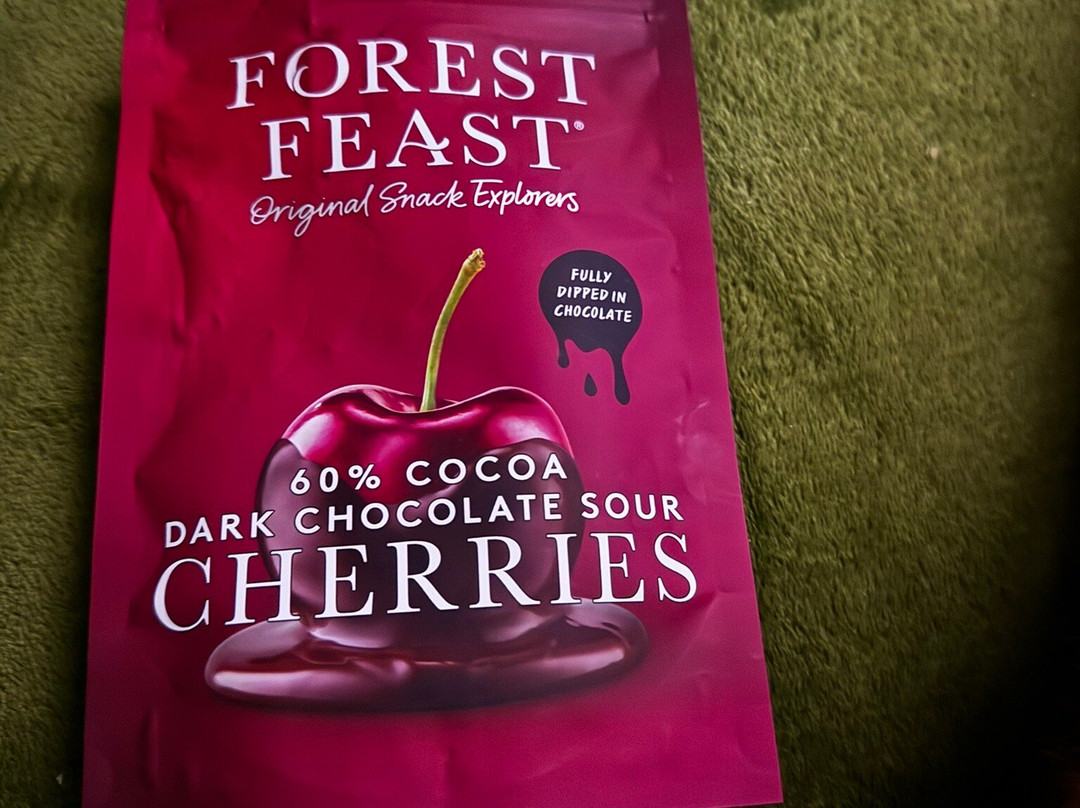 FOREST
FEAST®
Original Snack Explorers
FULLY
DIPPED IN
CHOCOLATE
60% COCOA
DARK CHOCOLATE SOUR
CHERRIES